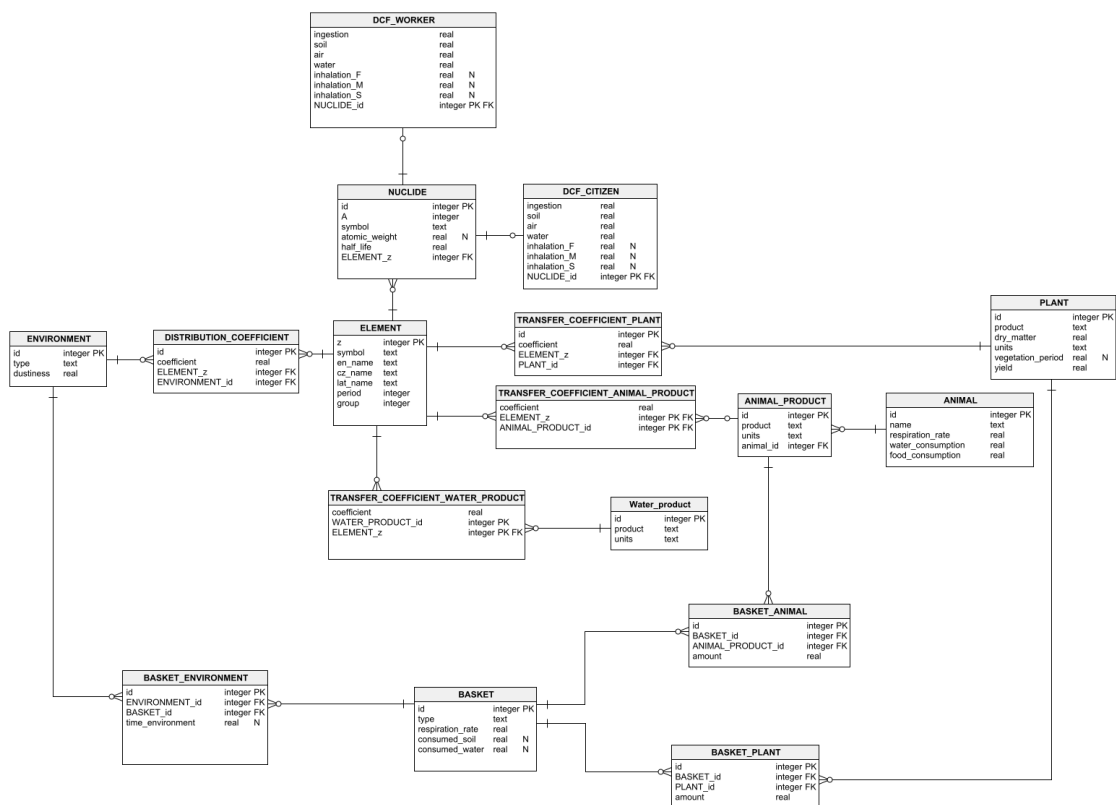 DCF_WORKER
ingestion real
soil real
air real
water real
inhalation_F real N
inhalation_M real N
inhalation_S real N
NUCLIDE_id integer PK FK
NUCLIDE
id integer PK
A integer
symbol text
atomic_weight real N
half_life real
ELEMENT_z integer FK
DCF_CITIZEN
ingestion real
soil real
air real
water real
inhalation_F real N
inhalation_M real N
inhalation_S real N
NUCLIDE_id integer PK FK
ENVIRONMENT
id integer PK
type text
dustiness real
DISTRIBUTION_COEFFICIENT
id integer PK
coefficient real
ELEMENT_z integer FK
ENVIRONMENT_id integer FK
ELEMENT
z integer PK
symbol text
en_name text
cz_name text
lat_name text
period integer
group integer
TRANSFER_COEFFICIENT_PLANT
id integer PK
coefficient real
ELEMENT_z integer FK
PLANT_id integer FK
PLANT
id integer PK
product text
dry_matter real
units text
vegetation_period real N
yield real
TRANSFER_COEFFICIENT_ANIMAL_PRODUCT
coefficient real
ELEMENT_z integer PK FK
ANIMAL_PRODUCT_id integer PK FK
ANIMAL_PRODUCT
id integer PK
product text
units text
animal_id integer FK
ANIMAL
id integer PK
name text
respiration_rate real
water_consumption real
food_consumption real
TRANSFER_COEFFICIENT_WATER_PRODUCT
coefficient real
WATER_PRODUCT_id integer PK
ELEMENT_z integer PK FK
Water_product
id integer PK
product text
units text
BASKET_ANIMAL
id integer PK
BASKET_id integer FK
ANIMAL_PRODUCT_id integer FK
amount real
BASKET_ENVIRONMENT
id integer PK
ENVIRONMENT_id integer FK
BASKET_id integer FK
time_environment real N
BASKET
id integer PK
type text
respiration_rate real
consumed_soil real N
consumed_water real N
BASKET_PLANT
id integer PK
BASKET_id integer FK
PLANT_id integer FK
amount real